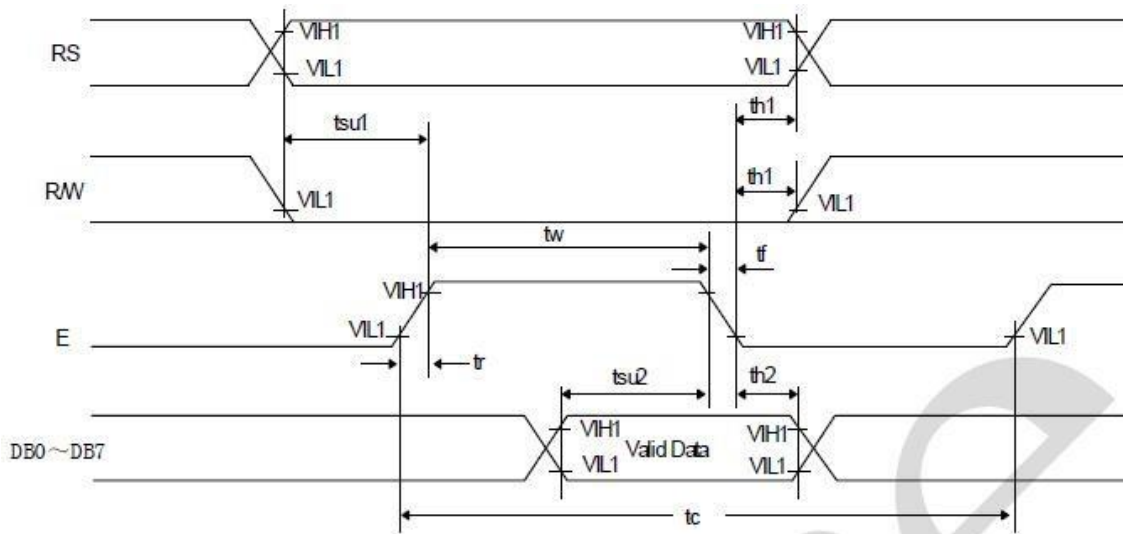 RS VIH1 VIH1
VIL1 VIL1
tsu1 th1
R/W VIL1 th1 VIL1
tw
tf
VIH1
E VIL1 VIL1
tr tsu2 th2
DB0～DB7 VIH1 Valid Data VIH1
VIL1 VIL1
tc